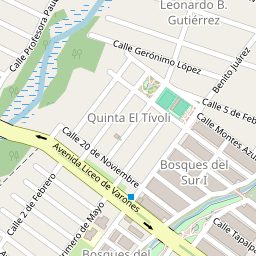 Leonardo B.
Gutiérrez
Calle Profesora Paul
Calle Gerónimo López
Benito Juárez
Calle 5 de Feb
Quinta El Tívoli
Calle Montes Azu
Calle 20 de Noviembre
Avenida Liceo de Varones
Bosques del
Sur I
Calle 2 de Febrero
Primero de Mayo
Calle Tapalpa
Bosques del